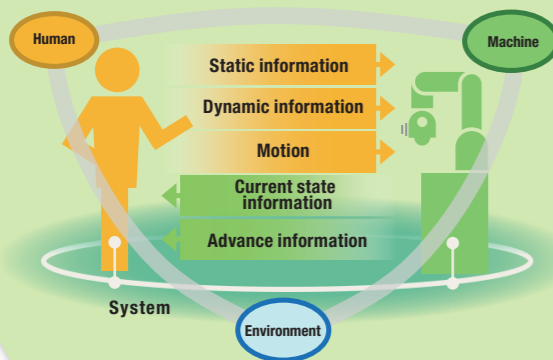 Human
Machine
Static information
Dynamic information
Motion
Current state
information
Advance information
System
Environment